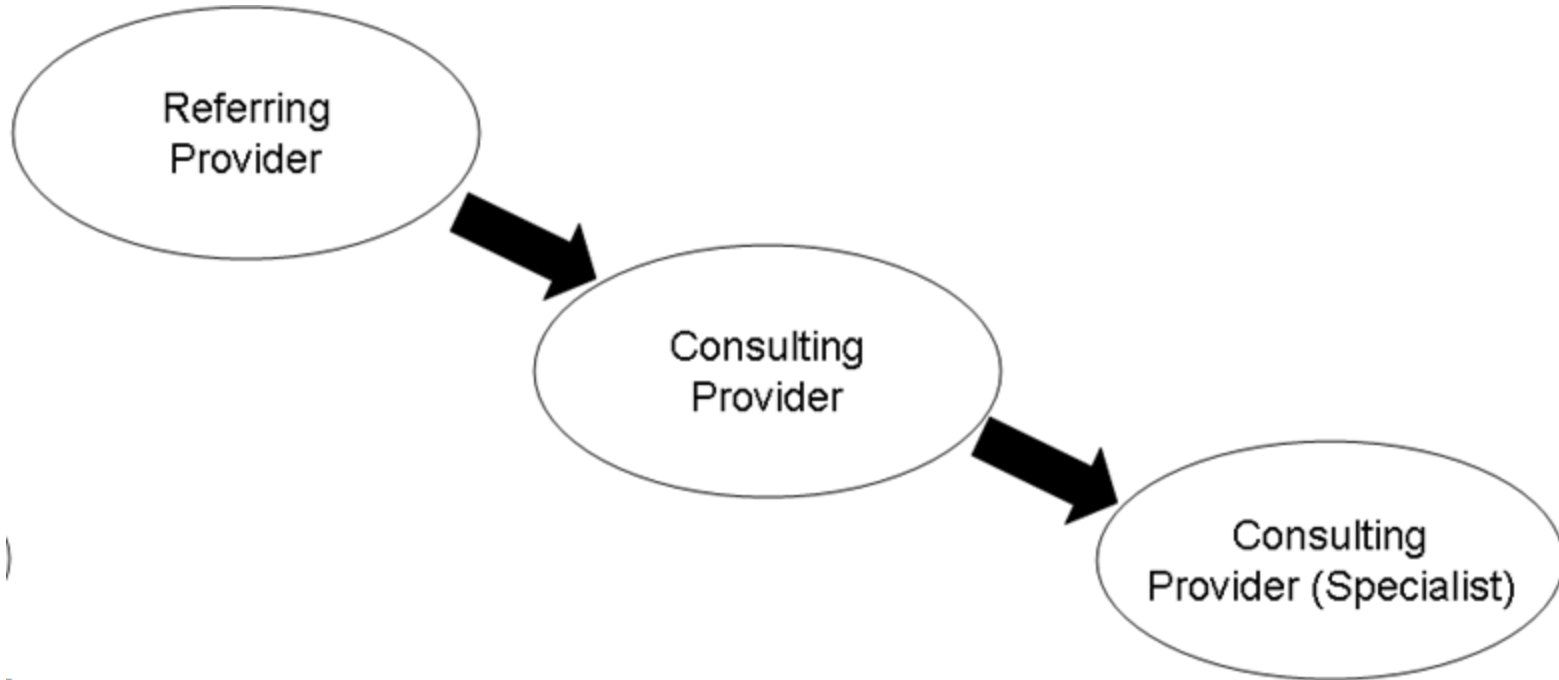 Referring
Provider
Consulting
Provider
Consulting
Provider (Specialist)